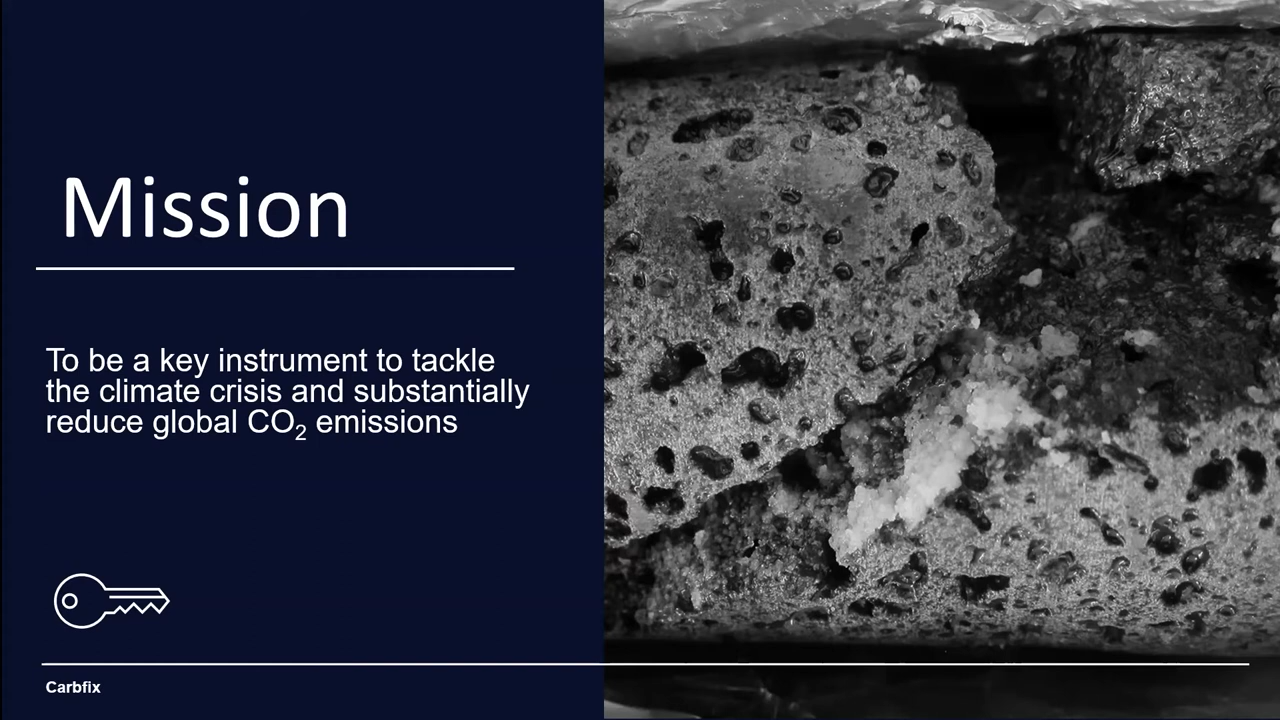 Mission
To be a key instrument to tackle
the climate crisis and substantially
reduce global CO₂ emissions
Carbfix